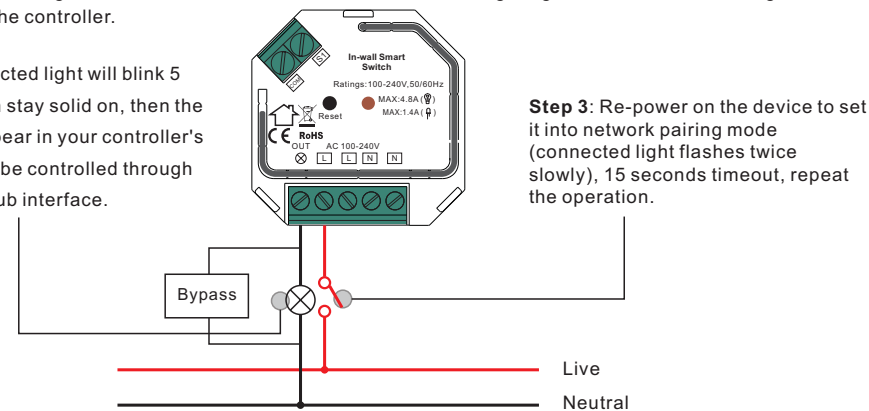 he controller.
cted light will blink 5
stay solid on, then the
pear in your controller's
be controlled through
ub interface.
S1
COM
In-wall Smart
Switch
Ratings:100-240V,50/60Hz
MAX:4.8A ( )
MAX:1.4A ( )
Reset
CE RoHS
OUT AC 100-240V
L L N N
Step 3: Re-power on the device to set
it into network pairing mode
(connected light flashes twice
slowly), 15 seconds timeout, repeat
the operation.
Bypass
Live
Neutral